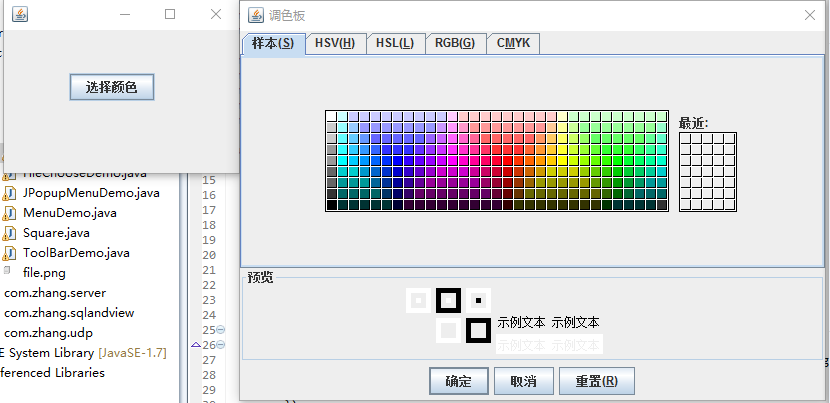 调色板
选择颜色
样本(S) HSV(H) HSL(L) RGB(G) CMYK
最近:
FileChooseDemo.java
JPopupMenuDemo.java
MenuDemo.java
Square.java
ToolBarDemo.java
file.png
com.zhang.server
com.zhang.sqlandview
com.zhang.udp
E System Library [JavaSE-1.7]
ferenced Libraries
15
16
17
18
19
20
21
22
23
24
25
26
27
28
29
预览
示例文本 示例文本
示例文本 示例文本
确定 取消 重置(R)